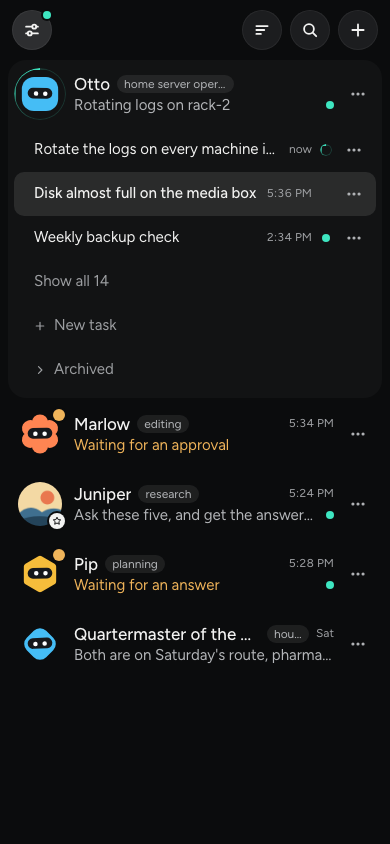 Otto home server oper...
Rotating logs on rack-2
Rotate the logs on every machine i... now
Disk almost full on the media box 5:36 PM
Weekly backup check 2:34 PM
Show all 14
+ New task
> Archived
Marlow editing 5:34 PM
Waiting for an approval
Juniper research 5:24 PM
Ask these five, and get the answer...
Pip planning 5:28 PM
Waiting for an answer
Quartermaster of the ... hou... Sat
Both are on Saturday's route, pharma...